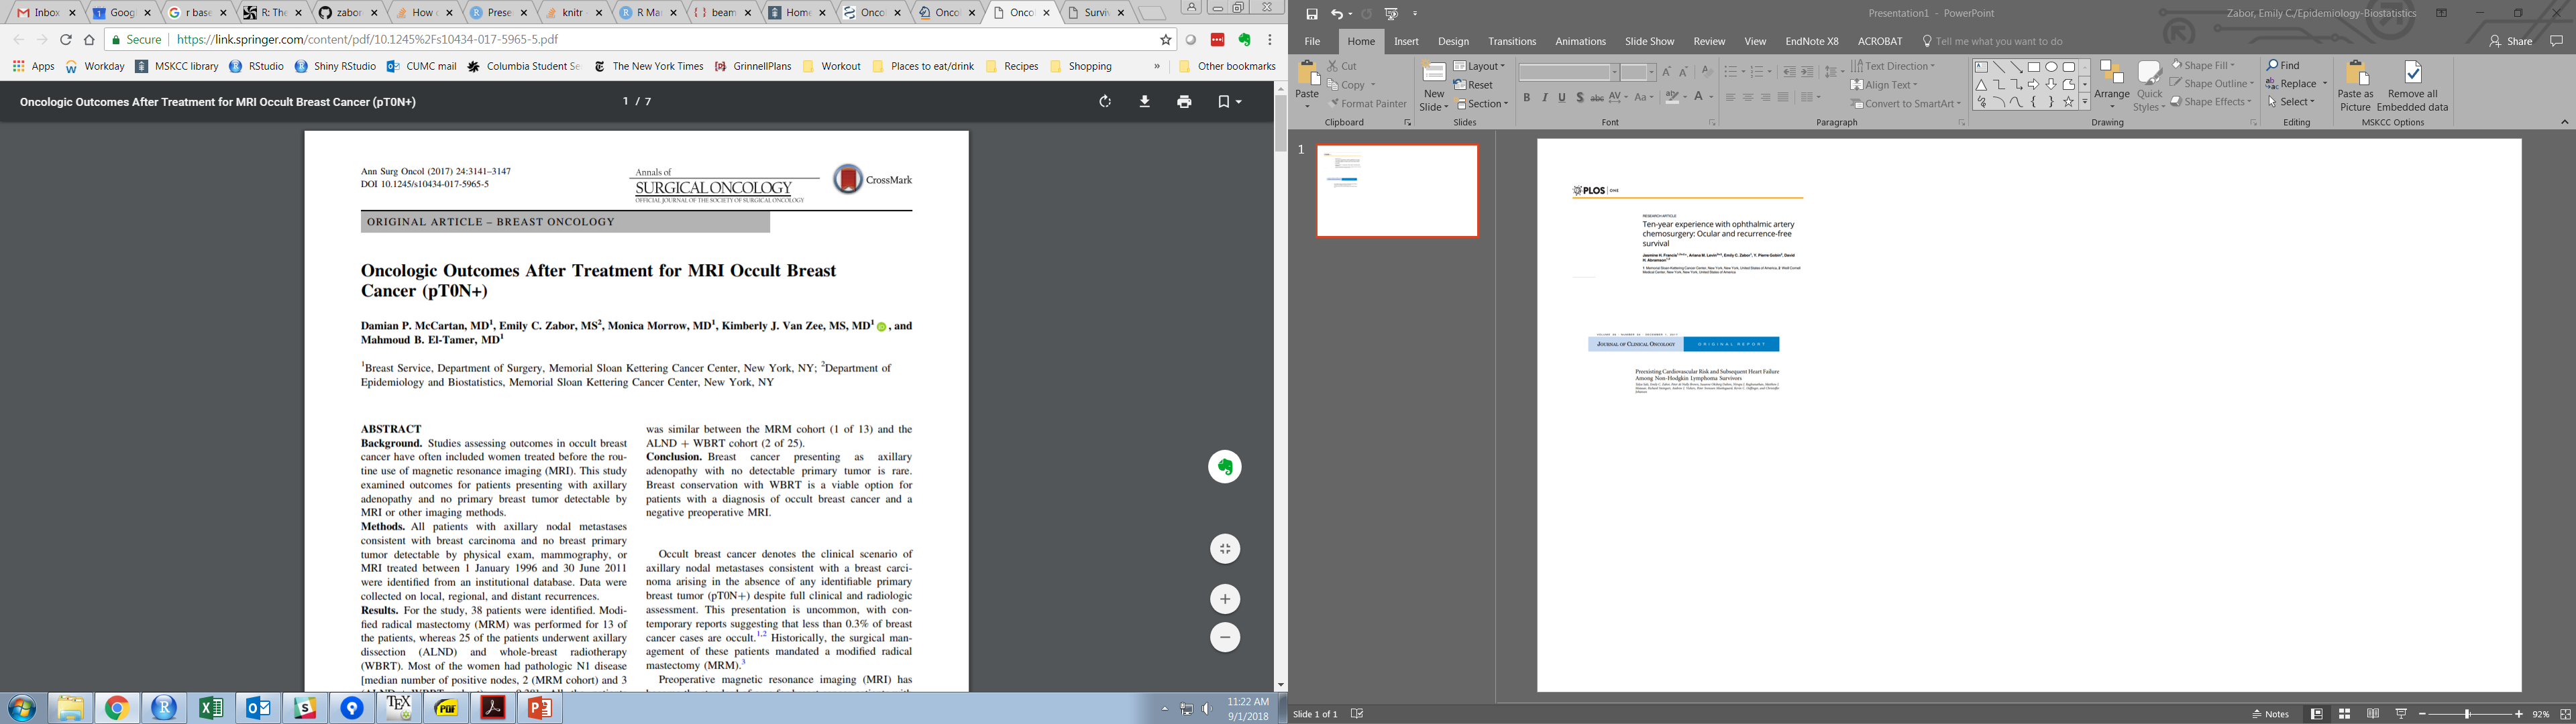 Inbox
Goog
r base
R: The
zabor
How
Prese
knitr
R Ma
beam
Home
Onco
Onco
Onco
Surviv
Secure https://link.springer.com/content/pdf/10.1245%2Fs10434-017-5965-5.pdf
Apps Workday MSKCC library RStudio Shiny RStudio CUMC mail Columbia Student Se The New York Times GrinnellPlans Workout Places to eat/drink Recipes Shopping » Other bookmarks
Oncologic Outcomes After Treatment for MRI Occult Breast Cancer (pT0N+) 1 / 7
Ann Surg Oncol (2017) 24:3141–3147
DOI 10.1245/s10434-017-5965-5
Annals of
SURGICAL ONCOLOGY
OFFICIAL JOURNAL OF THE SOCIETY OF SURGICAL ONCOLOGY
CrossMark
ORIGINAL ARTICLE – BREAST ONCOLOGY
Oncologic Outcomes After Treatment for MRI Occult Breast
Cancer (pT0N+)
Damian P. McCartan, MD1, Emily C. Zabor, MS2, Monica Morrow, MD1, Kimberly J. Van Zee, MS, MD1 iD, and
Mahmoud B. El-Tamer, MD1
1Breast Service, Department of Surgery, Memorial Sloan Kettering Cancer Center, New York, NY; 2Department of
Epidemiology and Biostatistics, Memorial Sloan Kettering Cancer Center, New York, NY
ABSTRACT
Background. Studies assessing outcomes in occult breast
cancer have often included women treated before the rou-
tine use of magnetic resonance imaging (MRI). This study
examined outcomes for patients presenting with axillary
adenopathy and no primary breast tumor detectable by
MRI or other imaging methods.
Methods. All patients with axillary nodal metastases
consistent with breast carcinoma and no breast primary
tumor detectable by physical exam, mammography, or
MRI treated between 1 January 1996 and 30 June 2011
were identified from an institutional database. Data were
collected on local, regional, and distant recurrences.
Results. For the study, 38 patients were identified. Modi-
fied radical mastectomy (MRM) was performed for 13 of
the patients, whereas 25 of the patients underwent axillary
dissection (ALND) and whole-breast radiotherapy
(WBRT). Most of the women had pathologic N1 disease
[median number of positive nodes, 2 (MRM cohort) and 3
was similar between the MRM cohort (1 of 13) and the
ALND + WBRT cohort (2 of 25).
Conclusion. Breast cancer presenting as axillary
adenopathy with no detectable primary tumor is rare.
Breast conservation with WBRT is a viable option for
patients with a diagnosis of occult breast cancer and a
negative preoperative MRI.
Occult breast cancer denotes the clinical scenario of
axillary nodal metastases consistent with a breast carci-
noma arising in the absence of any identifiable primary
breast tumor (pT0N+) despite full clinical and radiologic
assessment. This presentation is uncommon, with con-
temporary reports suggesting that less than 0.3% of breast
cancer cases are occult.1,2 Historically, the surgical man-
agement of these patients mandated a modified radical
mastectomy (MRM).3
Preoperative magnetic resonance imaging (MRI) has
11:22 AM
9/1/2018
Presentation1 - PowerPoint
Zabor, Emily C./Epidemiology-Biostatistics
File Home Insert Design Transitions Animations Slide Show Review View EndNote X8 ACROBAT Tell me what you want to do Share
Paste
Cut
Copy
Format Painter
Clipboard
New
Slide
Layout
Reset
Section
Slides
B I U S abc AV Aa A
Font
Text Direction
Align Text
Convert to SmartArt
Paragraph
Arrange
Quick
Styles
Shape Fill
Shape Outline
Shape Effects
Drawing
Find
Replace
Select
Editing
Paste as
Picture
Remove all
Embedded data
MSKCC Options
1
PLOS ONE
RESEARCH ARTICLE
Ten-year experience with ophthalmic artery
chemosurgery: Ocular and recurrence-free
survival
JOURNAL OF CLINICAL ONCOLOGY ORIGINAL REPORT
Preexisting Cardiovascular Risk and Subsequent Heart Failure
Among Non-Hodgkin Lymphoma Survivors
Slide 1 of 1
Notes
92%